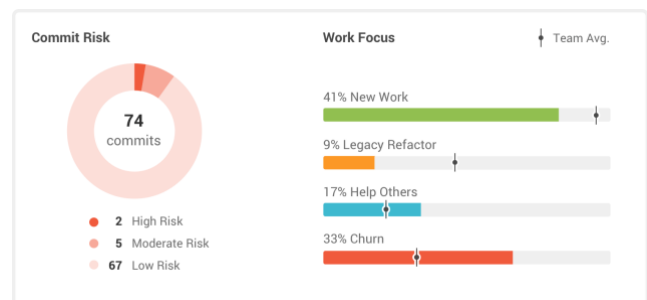 Commit Risk
74
commits
2 High Risk
5 Moderate Risk
67 Low Risk
Work Focus
Team Avg.
41% New Work
9% Legacy Refactor
17% Help Others
33% Churn